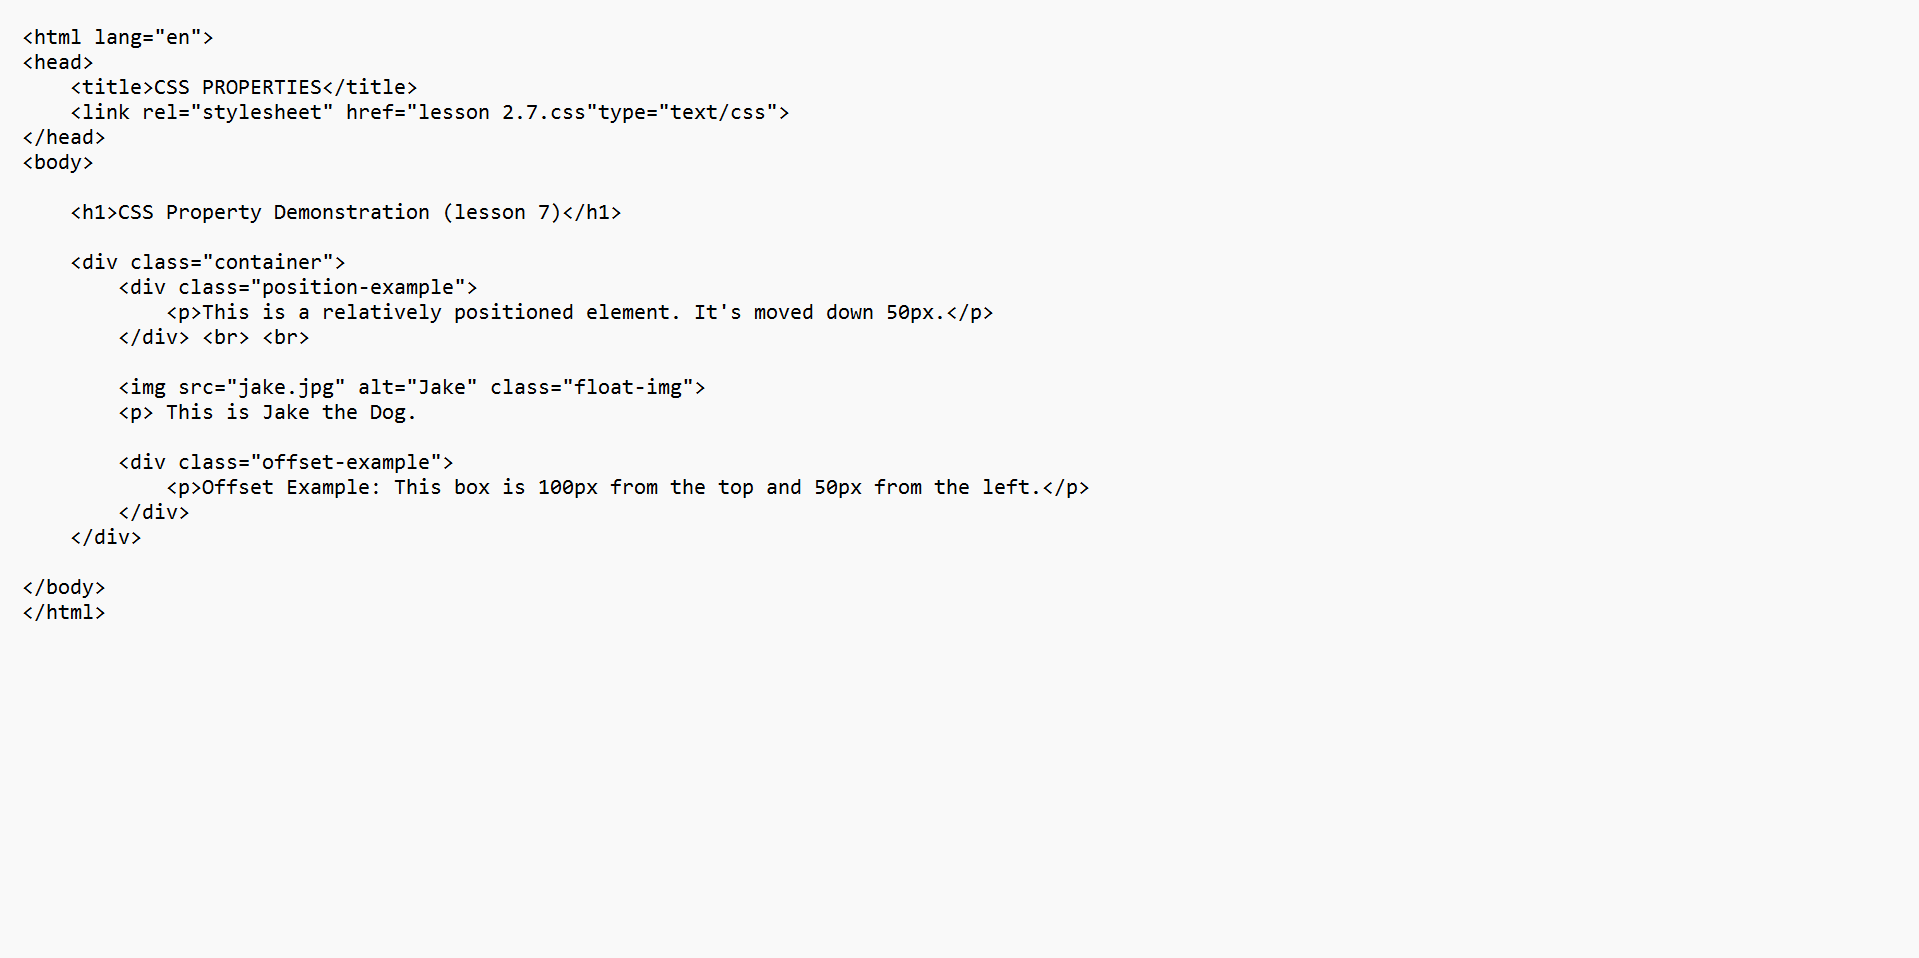 <html lang="en">
<head>
    <title>CSS PROPERTIES</title>
    <link rel="stylesheet" href="lesson 2.7.css"type="text/css">
</head>
<body>

    <h1>CSS Property Demonstration (lesson 7)</h1>

    <div class="container">
        <div class="position-example">
            <p>This is a relatively positioned element. It's moved down 50px.</p>
        </div> <br> <br>

        <img src="jake.jpg" alt="Jake" class="float-img">
        <p> This is Jake the Dog.

        <div class="offset-example">
            <p>Offset Example: This box is 100px from the top and 50px from the left.</p>
        </div>
    </div>

</body>
</html>